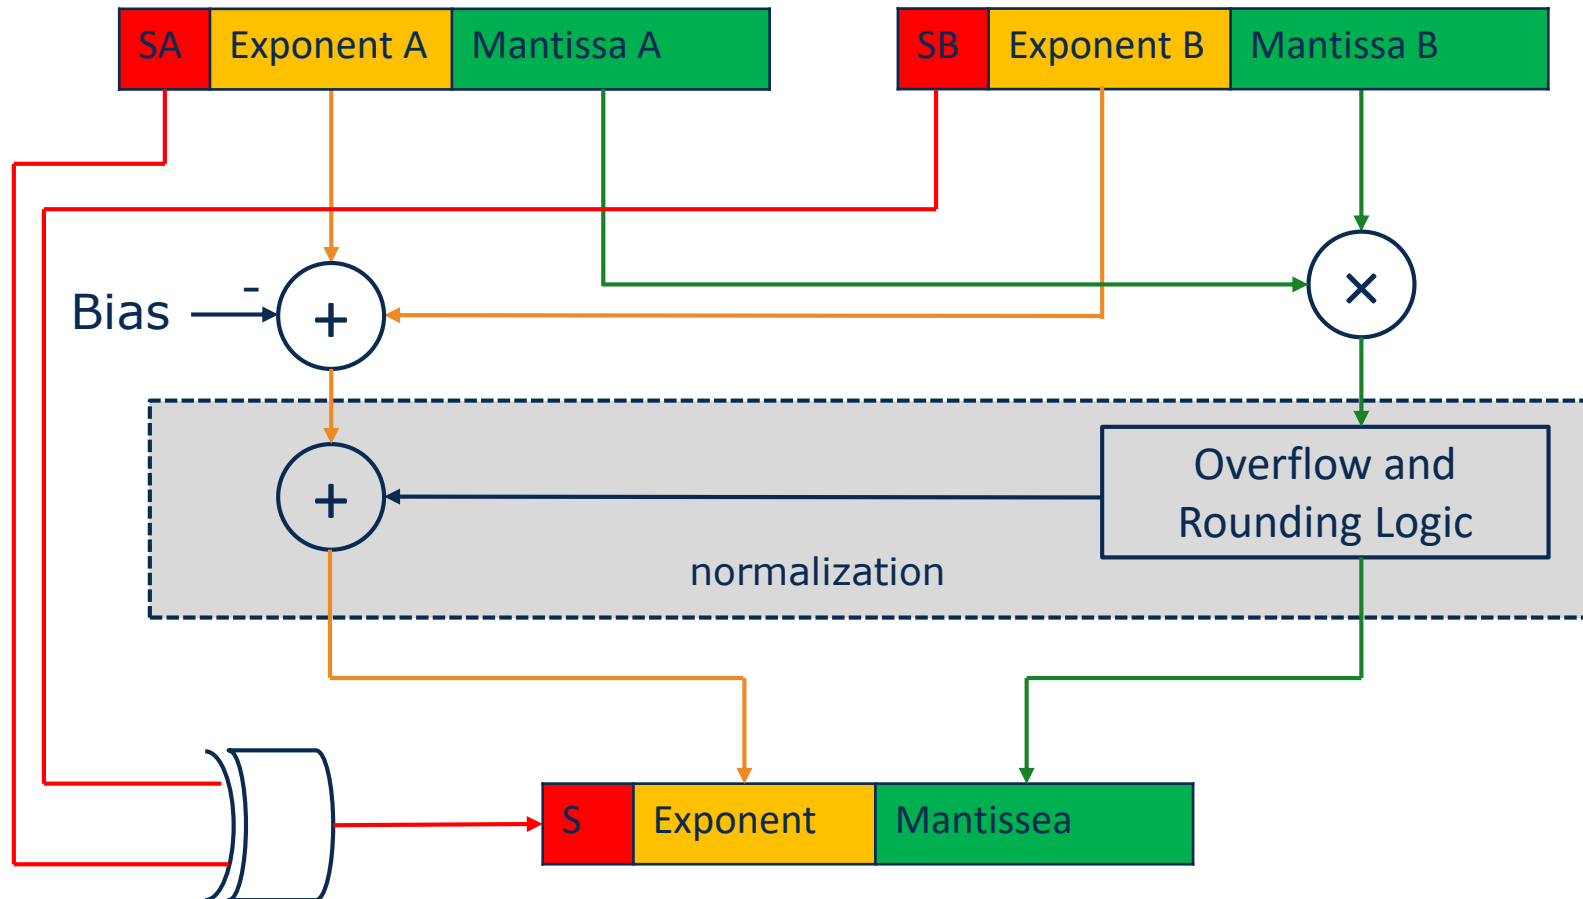 SA Exponent A Mantissa A
SB Exponent B Mantissa B
-
Bias
+
×
+
Overflow and
Rounding Logic
normalization
S Exponent Mantissea